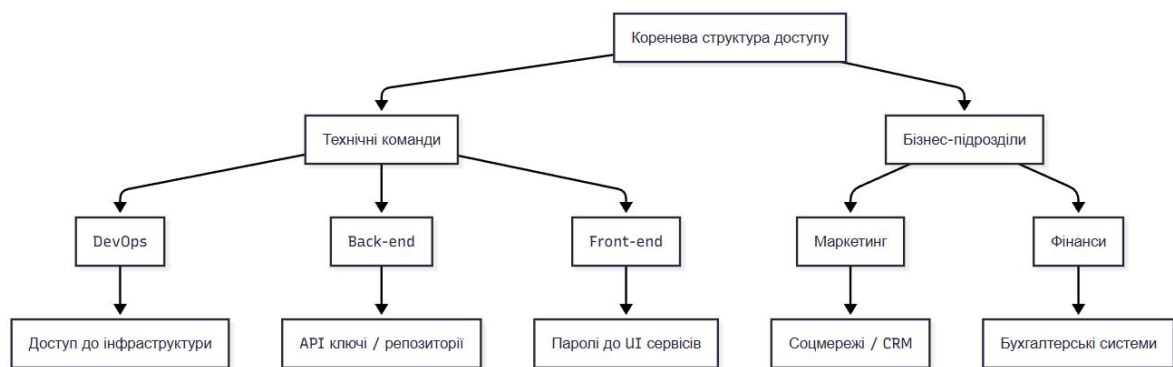 Коренева структура доступу
Технічні команди
Бізнес-підрозділи
DevOps
Back-end
Front-end
Маркетинг
Фінанси
Доступ до інфраструктури
API ключі / репозиторії
Паролі до UI сервісів
Соцмережі / CRM
Бухгалтерські системи